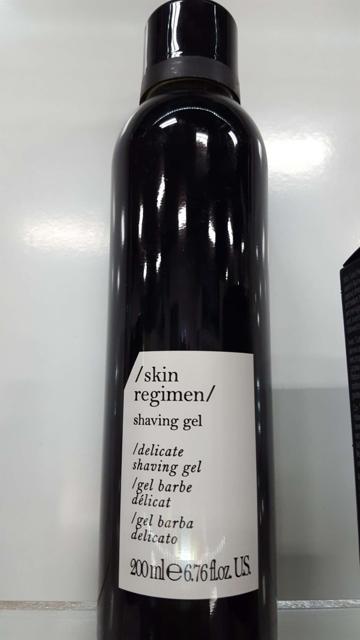 /skin
regimen/
shaving gel
/delicate
shaving gel
/gel barbe
délicat
/gel barba
delicato
200 ml e 6.76 fl.oz. US.